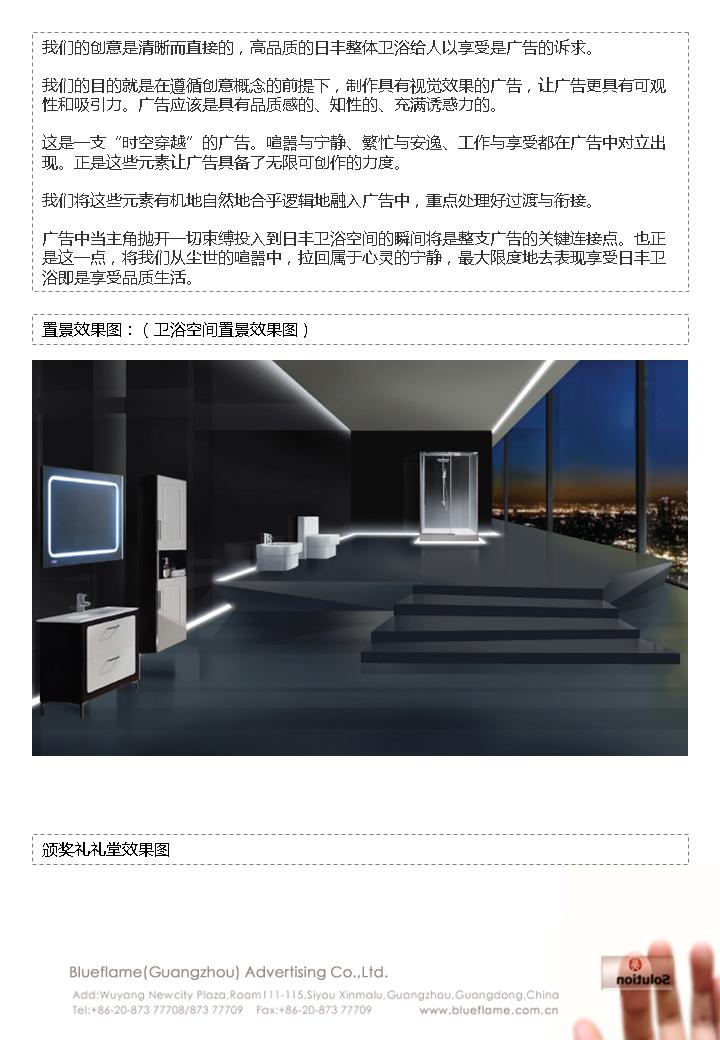 我们的创意是清晰而直接的，高品质的日丰整体卫浴给人以享受是广告的诉求。
我们的目的就是在遵循创意概念的前提下，制作具有视觉效果的广告，让广告更具有可观
性和吸引力。广告应该是具有品质感的、知性的、充满诱惑力的。
这是一支“时空穿越”的广告。喧嚣与宁静、繁忙与安逸、工作与享受都在广告中对立出
现。正是这些元素让广告具备了无限可创作的力度。
我们将这些元素有机地自然地合乎逻辑地融入广告中，重点处理好过渡与衔接。
广告中当主角抛开一切束缚投入到日丰卫浴空间的瞬间将是整支广告的关键连接点。也正
是这一点，将我们从尘世的喧嚣中，拉回属于心灵的宁静，最大限度地去表现享受日丰卫
浴即是享受品质生活。
置景效果图：（卫浴空间置景效果图）
颁奖礼礼堂效果图
Blueflame(Guangzhou) Advertising Co.,Ltd.
Add:Wuyang Newcity Plaza,Room111-115,Siyou Xinmalu,Guangzhou,Guangdong,China
Tel:+86-20-873 77708/873 77709 Fax:+86-20-873 77709 www.blueflame.com.cn
Solution